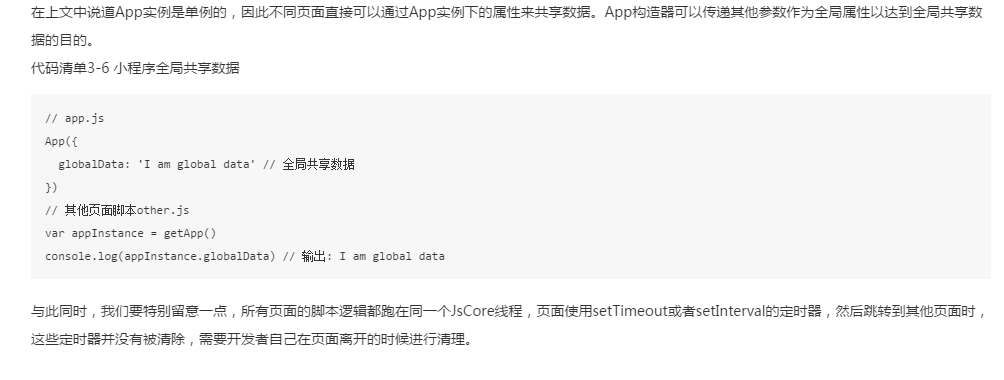 在上文中说道App实例是单例的，因此不同页面直接可以通过App实例下的属性来共享数据。App构造器可以传递其他参数作为全局属性以达到全局共享数
据的目的。
代码清单3-6 小程序全局共享数据
// app.js
App({
  globalData: 'I am global data' // 全局共享数据
})
// 其他页面脚本other.js
var appInstance = getApp()
console.log(appInstance.globalData) // 输出: I am global data
与此同时，我们要特别留意一点，所有页面的脚本逻辑都跑在同一个JsCore线程，页面使用setTimeout或者setInterval的定时器，然后跳转到其他页面时，
这些定时器并没有被清除，需要开发者自己在页面离开的时候进行清理。